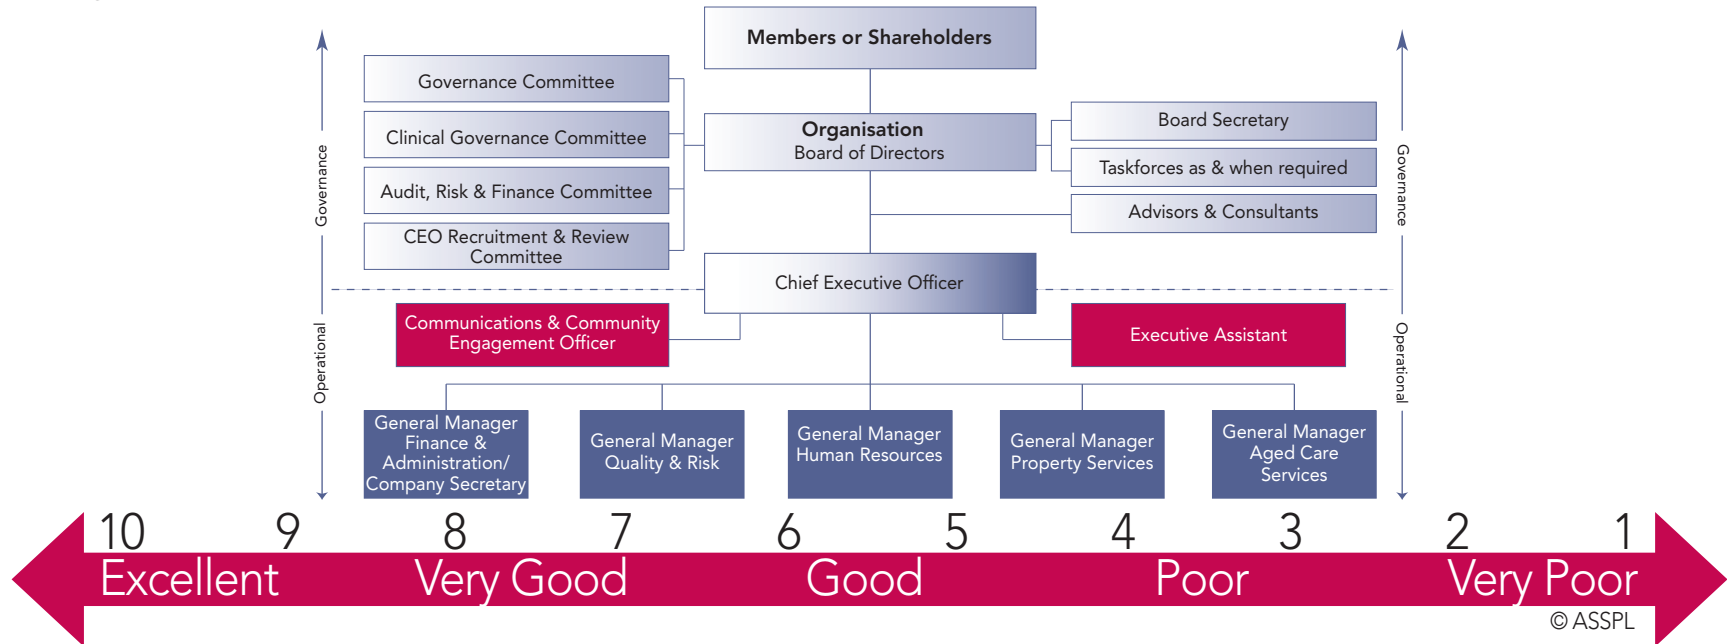 Members or Shareholders
Governance Committee
Clinical Governance Committee
Audit, Risk & Finance Committee
CEO Recruitment & Review
Committee
Organisation
Board of Directors
Board Secretary
Taskforces as & when required
Advisors & Consultants
Governance
Governance
Chief Executive Officer
Operational
Operational
Communications & Community
Engagement Officer
Executive Assistant
General Manager
Finance &
Administration/
Company Secretary
General Manager
Quality & Risk
General Manager
Human Resources
General Manager
Property Services
General Manager
Aged Care
Services
10 9 8 7 6 5 4 3 2 1
Excellent Very Good Good Poor Very Poor
© ASSPL